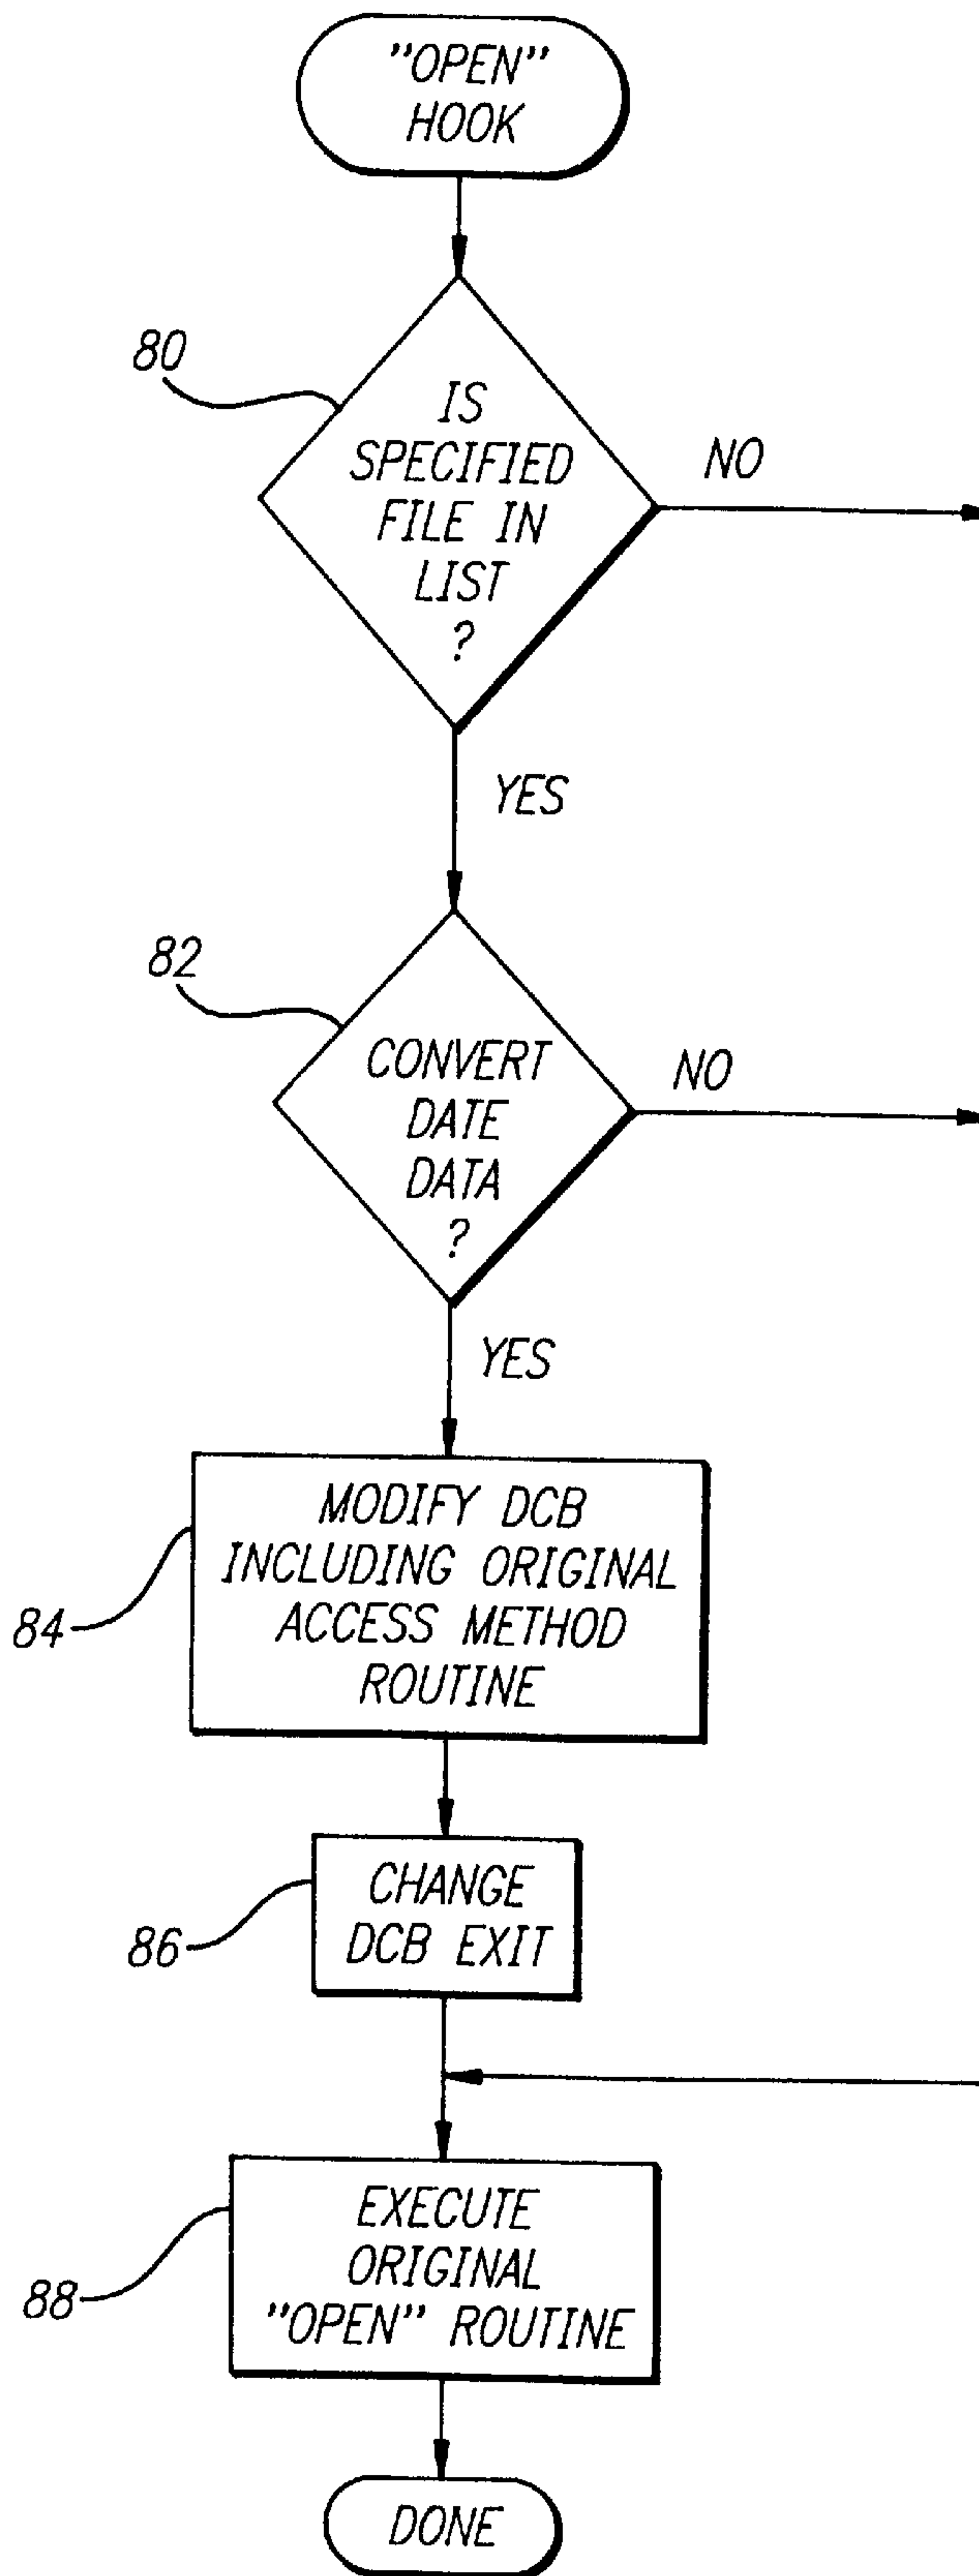 "OPEN"
HOOK
80
IS
SPECIFIED
FILE IN
LIST
?
NO
YES
82
CONVERT
DATE
DATA
?
NO
YES
84
MODIFY DCB
INCLUDING ORIGINAL
ACCESS METHOD
ROUTINE
86
CHANGE
DCB EXIT
88
EXECUTE
ORIGINAL
"OPEN" ROUTINE
DONE